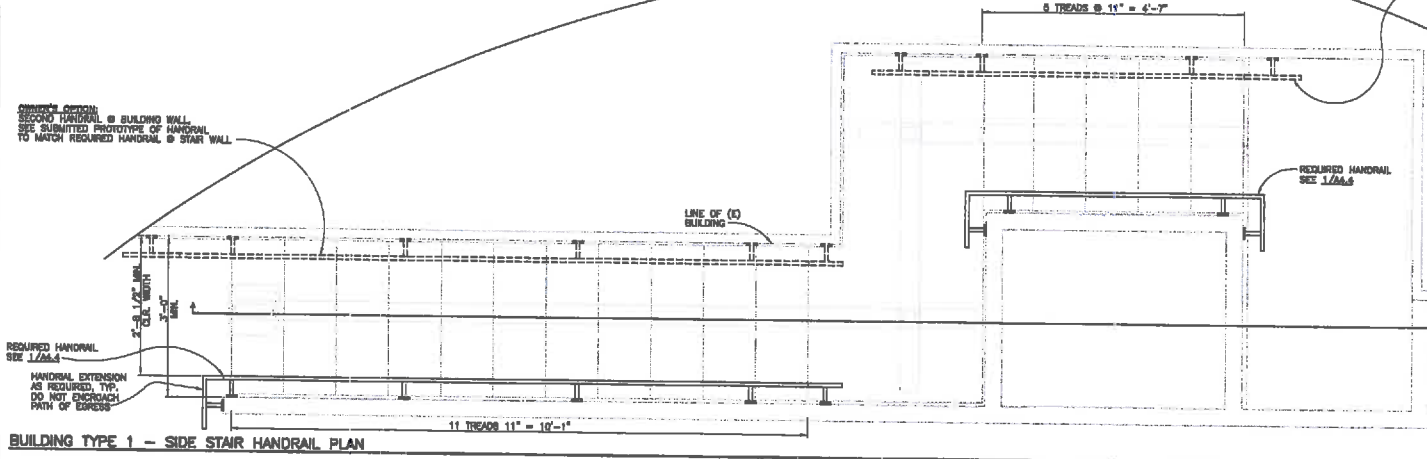 5 TREADS @ 11" = 4'-7"
OWNER'S OPTION:
SECOND HANDRAIL @ BUILDING WALL.
SEE SUBMITTED PROTOTYPE OF HANDRAIL
TO MATCH REQUIRED HANDRAIL @ STAIR WALL
REQUIRED HANDRAIL
SEE 1/A4.4
LINE OF (E)
BUILDING
2'-8 1/2" MIN.
CLR. WIDTH
3'-0"
MIN.
REQUIRED HANDRAIL
SEE 1/A4.4
HANDRIAL EXTENSION
AS REQUIRED, TYP.
DO NOT ENCROACH
PATH OF EGRESS
11 TREADS 11" = 10'-1"
BUILDING TYPE 1 - SIDE STAIR HANDRAIL PLAN